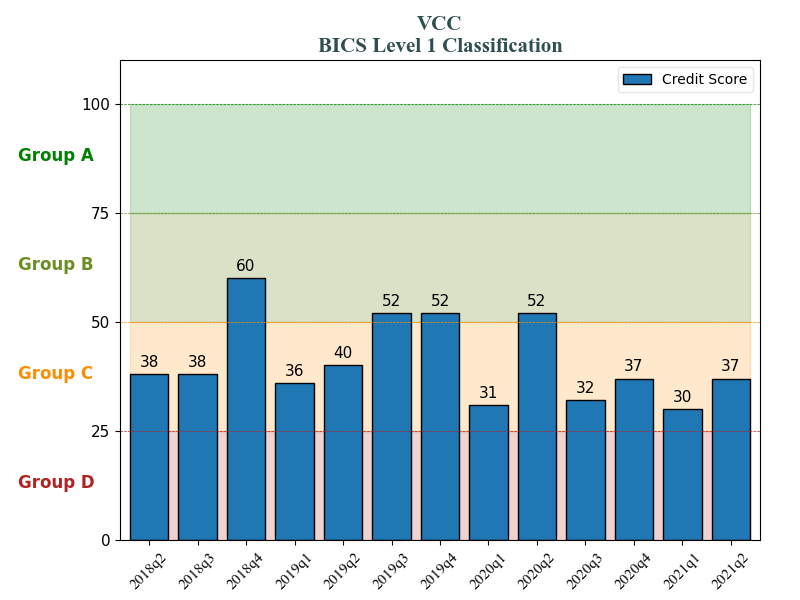 VCC
BICS Level 1 Classification
Credit Score
100
Group A
75
Group B
60
52
52
52
50
38
38
36
40
37
37
Group C
31
32
30
25
Group D
0
2018q2
2018q3
2018q4
2019q1
2019q2
2019q3
2019q4
2020q1
2020q2
2020q3
2020q4
2021q1
2021q2